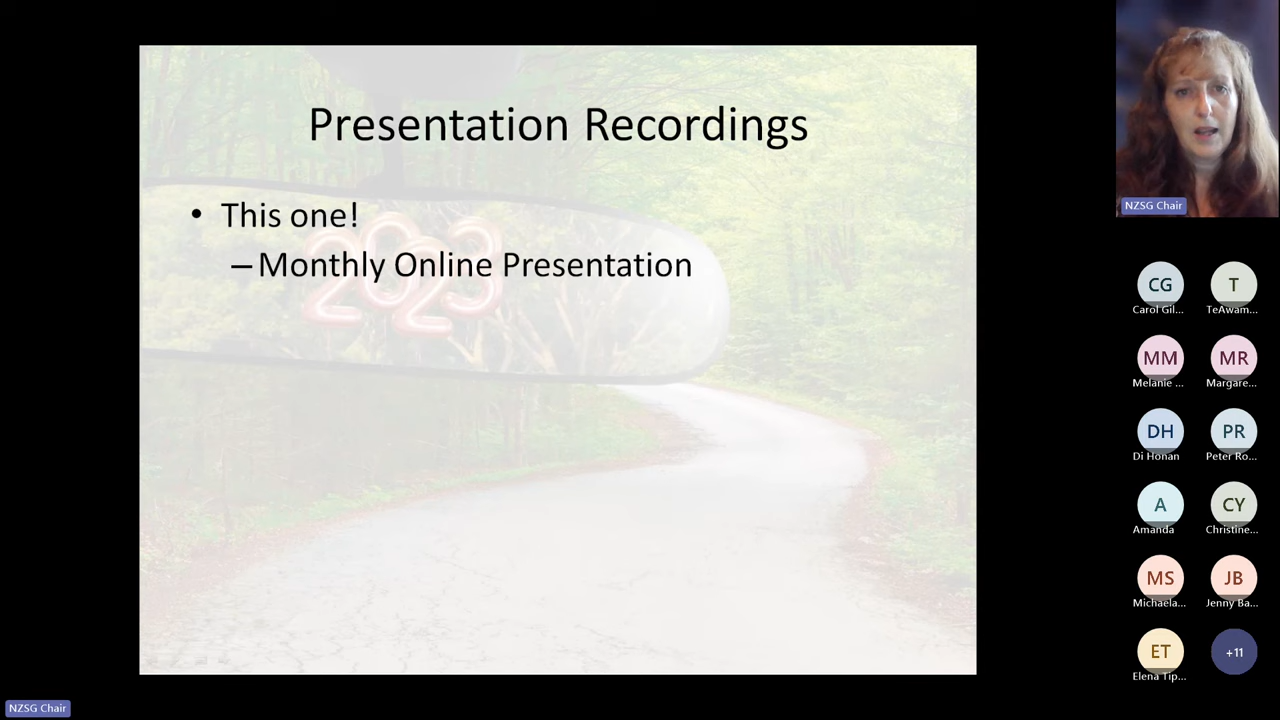 Presentation Recordings
• This one!
– Monthly Online Presentation
2023
NZSG Chair
CG
T
Carol Gil...
TeAwam...
MM
MR
Melanie ...
Margare...
DH
PR
Di Honan
Peter Ro...
A
CY
Amanda
Christine...
MS
JB
Michaela...
Jenny Ba...
ET
+11
Elena Tip...
NZSG Chair